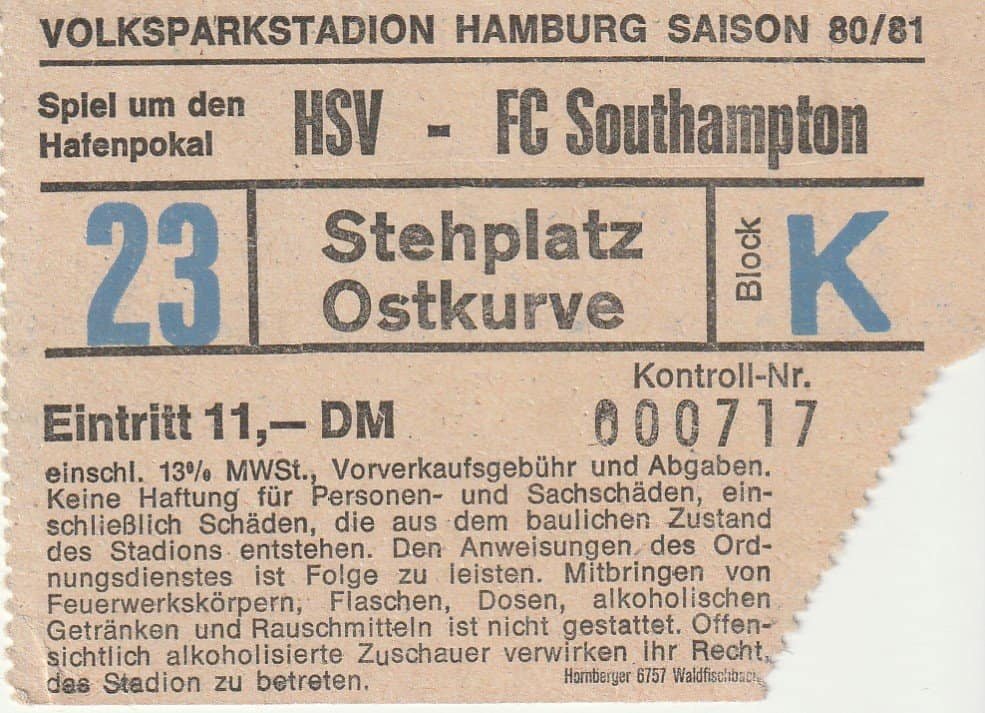 VOLKSPARKSTADION HAMBURG SAISON 80/81
Spiel um den
Hafenpokal
HSV - FC Southampton
23
Stehplatz
Ostkurve
Block
K
Kontroll-Nr.
Eintritt 11,— DM
000717
einschl. 13% MWSt., Vorverkaufsgebühr und Abgaben.
Keine Haftung für Personen- und Sachschäden, ein-
schließlich Schäden, die aus dem baulichen Zustand
des Stadions entstehen. Den Anweisungen des Ord-
nungsdienstes ist Folge zu leisten. Mitbringen von
Feuerwerkskörpern, Flaschen, Dosen, alkoholischen
Getränken und Rauschmitteln ist nicht gestattet. Offen-
sichtlich alkoholisierte Zuschauer verwirken ihr Recht,
das Stadion zu betreten.
Hornberger 6757 Waldfischbach